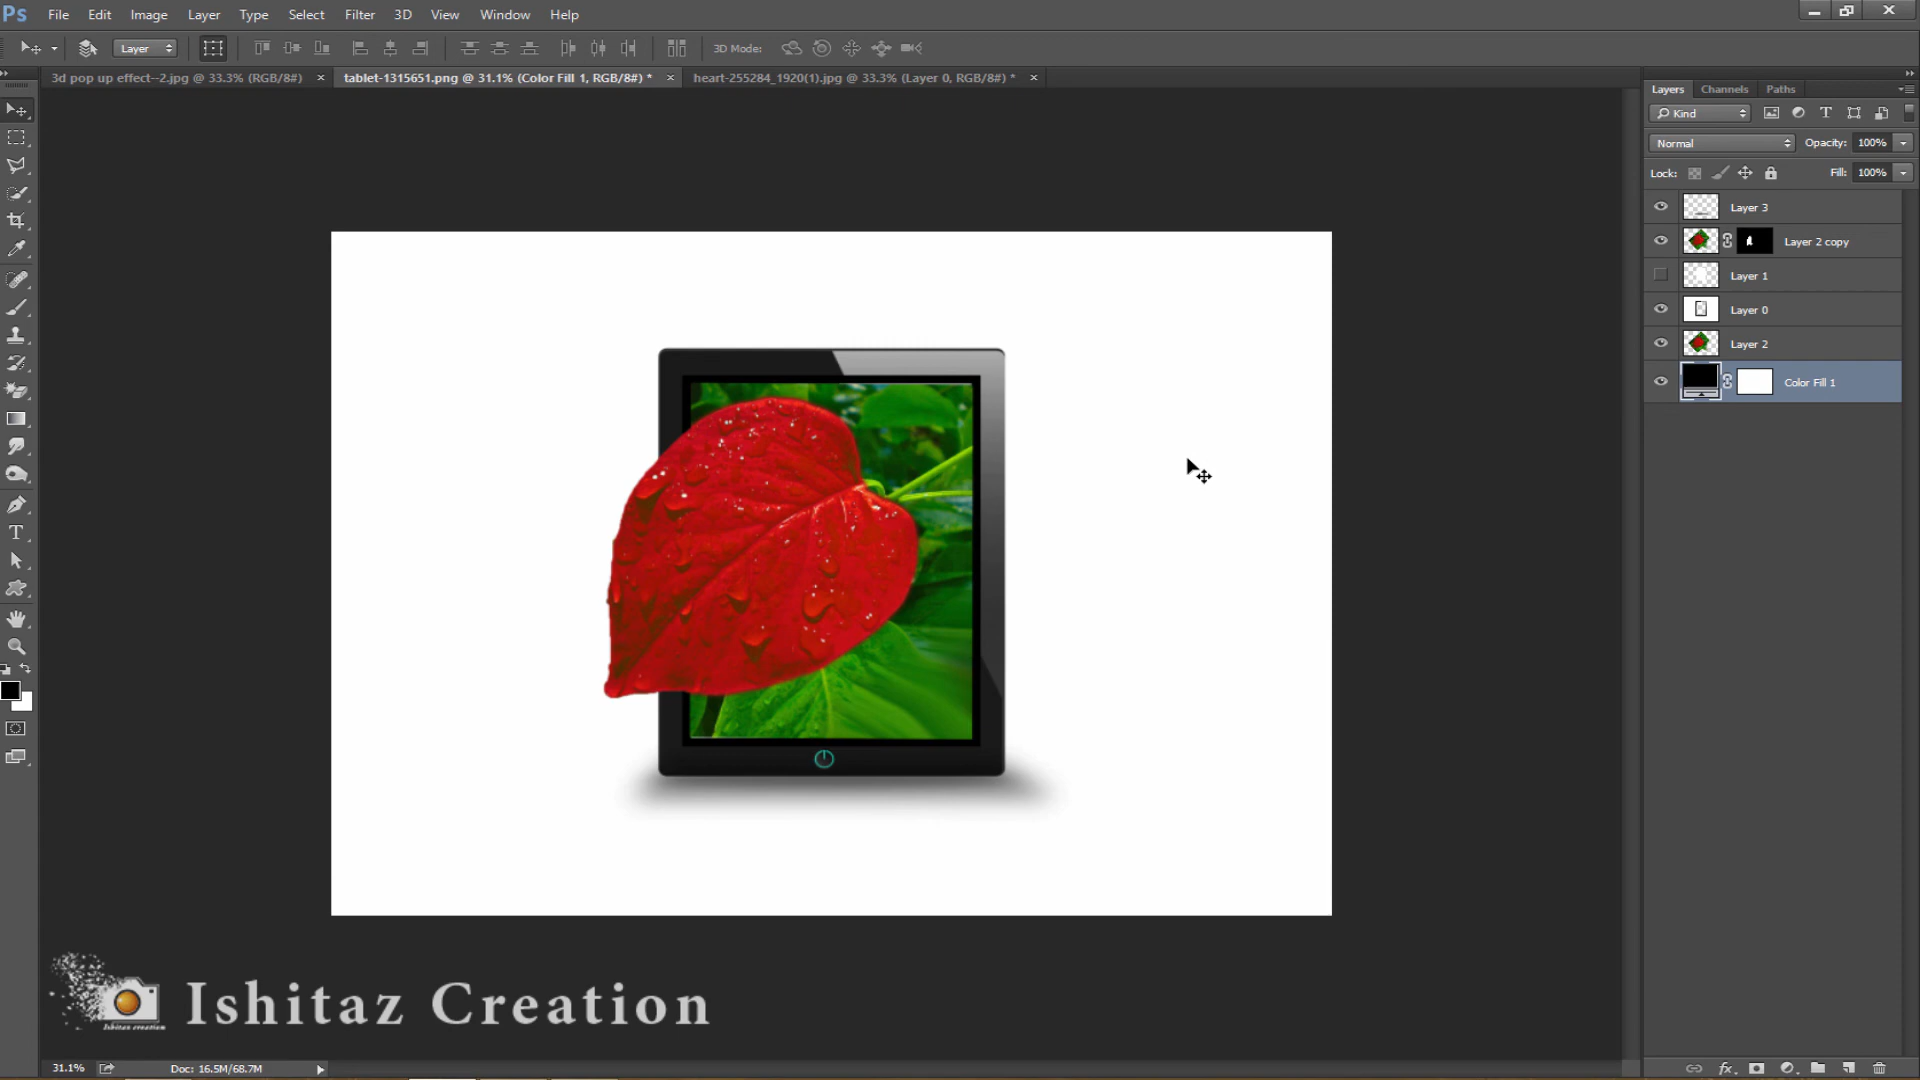 Ps File Edit Image Layer Type Select Filter 3D View Window Help
Layer 3D Mode:
3d pop up effect--2.jpg @ 33.3% (RGB/8#) × tablet-1315651.png @ 31.1% (Color Fill 1, RGB/8#) * × heart-255284_1920(1).jpg @ 33.3% (Layer 0, RGB/8#) * ×
Layers Channels Paths
Kind
Normal Opacity: 100%
Lock: Fill: 100%
Layer 3
Layer 2 copy
Layer 1
Layer 0
Layer 2
Color Fill 1
Ishitaz Creation
Ishitaz creation
31.1% Doc: 16.5M/68.7M